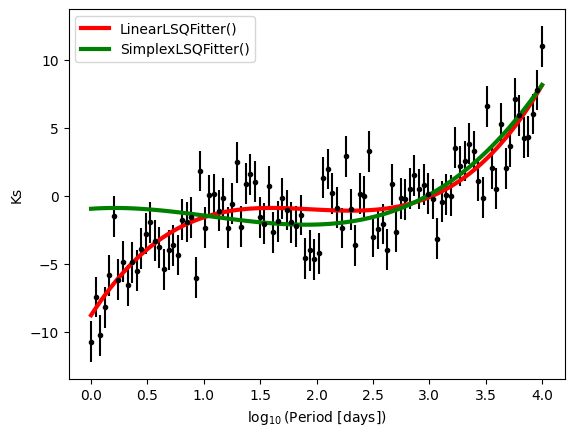 LinearLSQFitter()
SimplexLSQFitter()
10
5
0
−5
−10
Ks
0.0 0.5 1.0 1.5 2.0 2.5 3.0 3.5 4.0
log₁₀(Period [days])